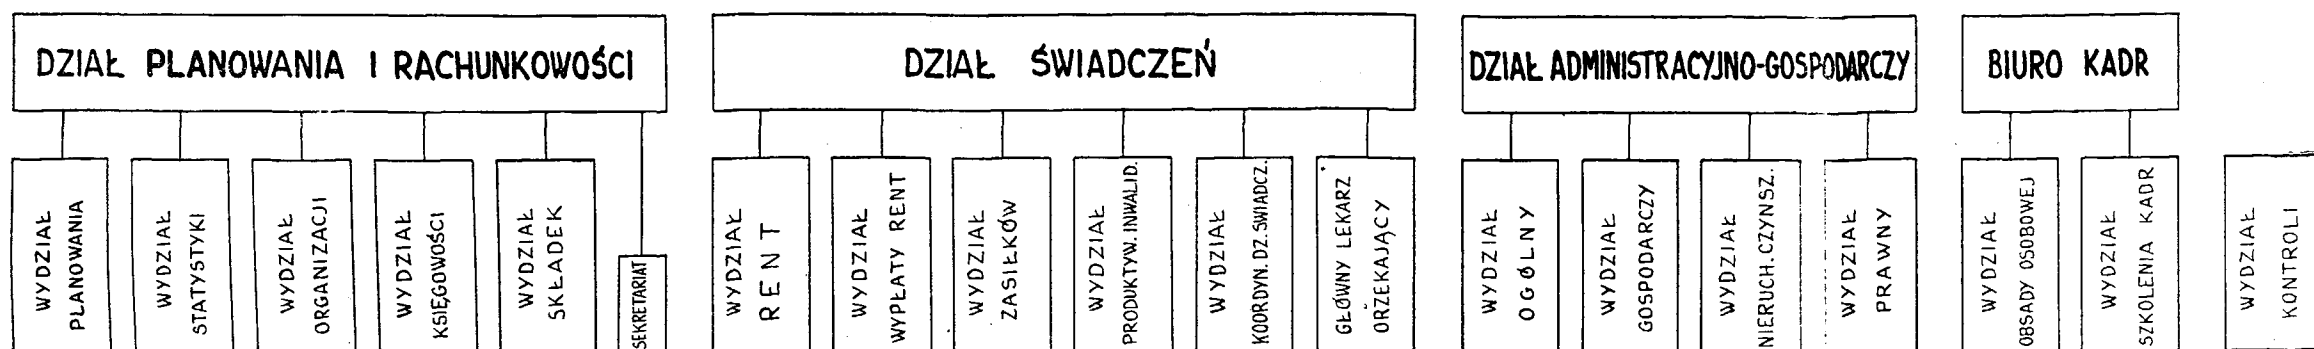 DZIAŁ PLANOWANIA I RACHUNKOWOŚCI
DZIAŁ ŚWIADCZEŃ
DZIAŁ ADMINISTRACYJNO-GOSPODARCZY
BIURO KADR
WYDZIAŁ
PLANOWANIA
WYDZIAŁ
STATYSTYKI
WYDZIAŁ
ORGANIZACJI
WYDZIAŁ
KSIĘGOWOŚCI
WYDZIAŁ
SKŁADEK
SEKRETARIAT
WYDZIAŁ
RENT
WYDZIAŁ
WYPŁATY RENT
WYDZIAŁ
ZASIŁKÓW
WYDZIAŁ
PRODUKTYW. INWALID.
WYDZIAŁ
KOORDYN. DZ. ŚWIADCZ.
GŁÓWNY LEKARZ
ORZEKAJĄCY
WYDZIAŁ
OGÓLNY
WYDZIAŁ
GOSPODARCZY
WYDZIAŁ
NIERUCH. CZYNSZ.
WYDZIAŁ
PRAWNY
WYDZIAŁ
OBSADY OSOBOWEJ
WYDZIAŁ
SZKOLENIA KADR
WYDZIAŁ
KONTROLI